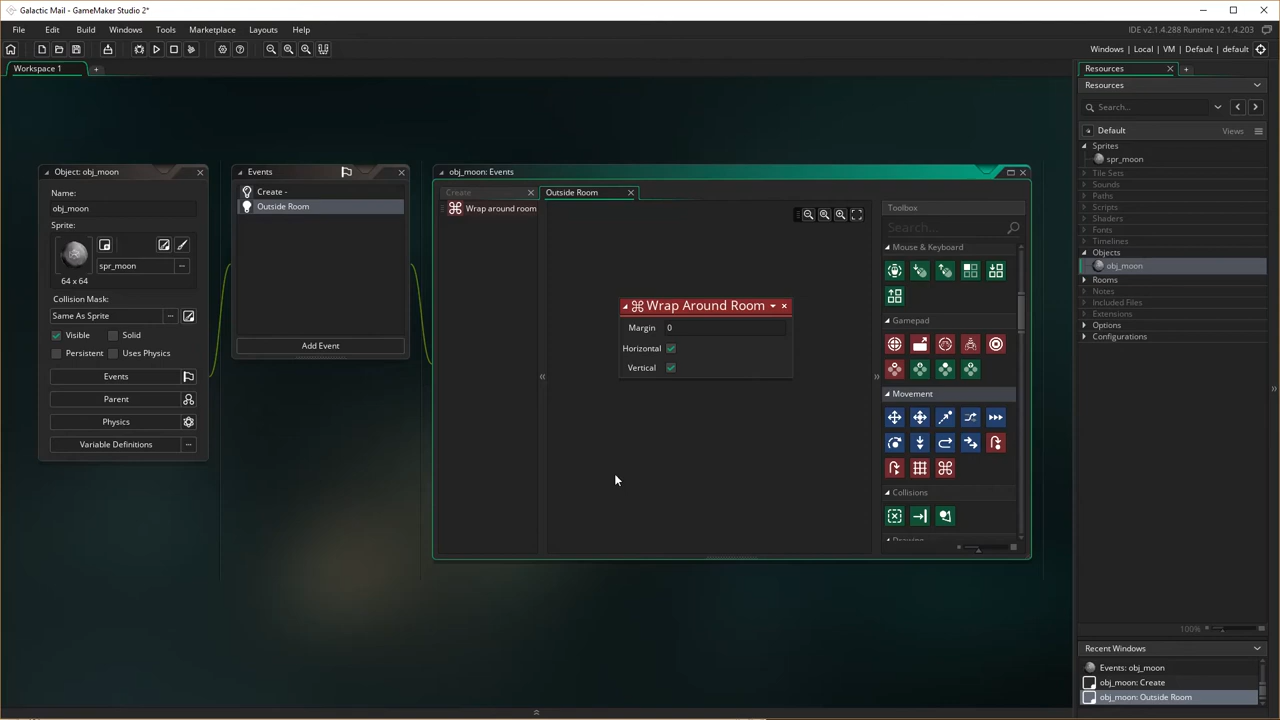 Galactic Mail - GameMaker Studio 2*
File Edit Build Windows Tools Marketplace Layouts Help
IDE v2.1.4.288 Runtime v2.1.4.203
Windows | Local | VM | Default | default
Workspace 1
Object: obj_moon
Name:
obj_moon
Sprite:
spr_moon
64 x 64
Collision Mask:
Same As Sprite
Visible Solid
Persistent Uses Physics
Events
Parent
Physics
Variable Definitions
Events
Create -
Outside Room
Add Event
obj_moon: Events
Create
Outside Room
Wrap around room
Wrap Around Room
Margin 0
Horizontal
Vertical
Toolbox
Search...
Mouse & Keyboard
Gamepad
Movement
Collisions
Drawing
Resources
Resources
Search...
Default Views
Sprites
spr_moon
Tile Sets
Sounds
Paths
Scripts
Shaders
Fonts
Timelines
Objects
obj_moon
Rooms
Notes
Included Files
Extensions
Options
Configurations
100%
Recent Windows
Events: obj_moon
obj_moon: Create
obj_moon: Outside Room